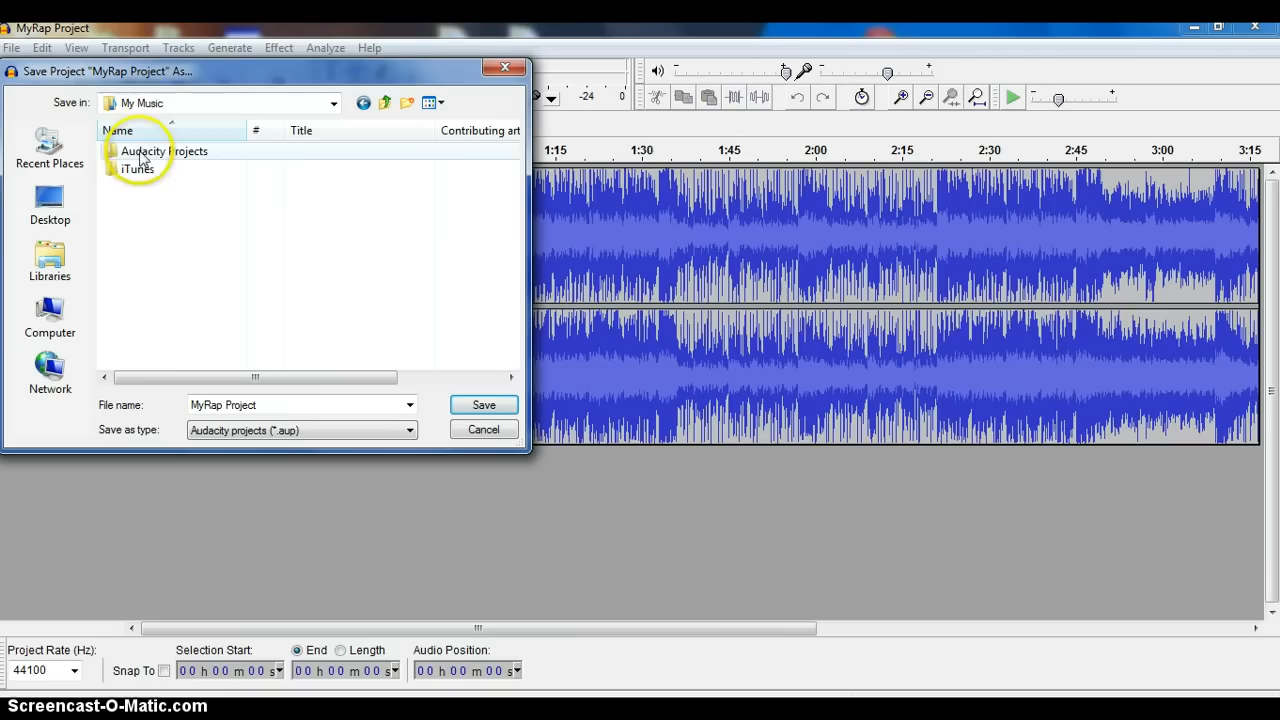 MyRap Project
File Edit View Transport Tracks Generate Effect Analyze Help
Save Project "MyRap Project" As...
Save in: My Music
-24 0
Name # Title Contributing art
Recent Places
Audacity Projects
iTunes
Desktop
Libraries
Computer
Network
1:15 1:30 1:45 2:00 2:15 2:30 2:45 3:00 3:15
File name: MyRap Project Save
Save as type: Audacity projects (*.aup) Cancel
Project Rate (Hz): Selection Start: End Length Audio Position:
44100 Snap To 00 h 00 m 00 s 00 h 00 m 00 s 00 h 00 m 00 s
Screencast-O-Matic.com